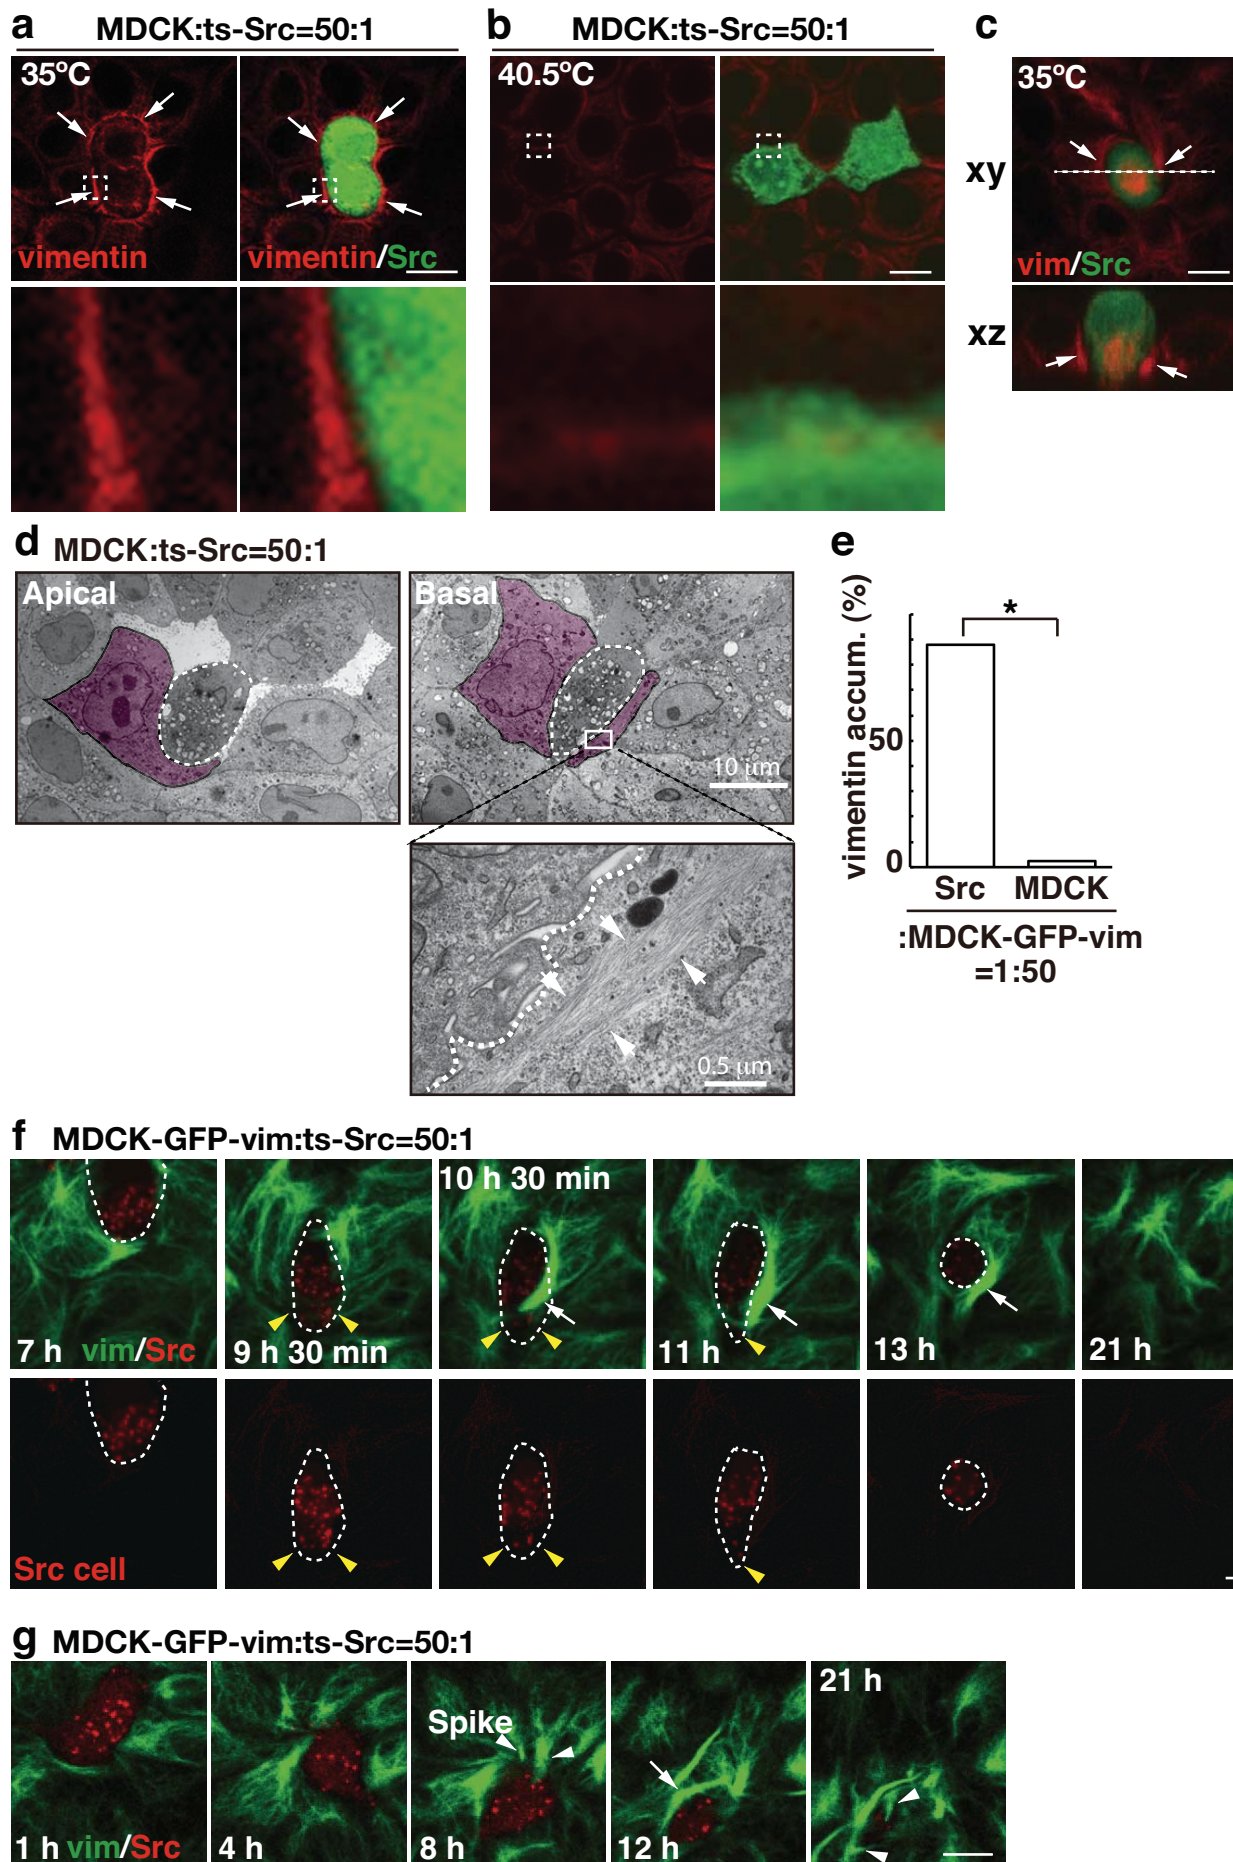 a MDCK:ts-Src=50:1
35°C
vimentin
vimentin/Src
b MDCK:ts-Src=50:1
40.5°C
c
35°C
xy
vim/Src
xz
d MDCK:ts-Src=50:1
Apical
Basal
10 µm
0.5 µm
e
vimentin accum. (%)
*
50
0
Src MDCK
:MDCK-GFP-vim
=1:50
f MDCK-GFP-vim:ts-Src=50:1
7 h vim/Src
9 h 30 min
10 h 30 min
11 h
13 h
21 h
Src cell
g MDCK-GFP-vim:ts-Src=50:1
1 h vim/Src
4 h
Spike
8 h
12 h
21 h